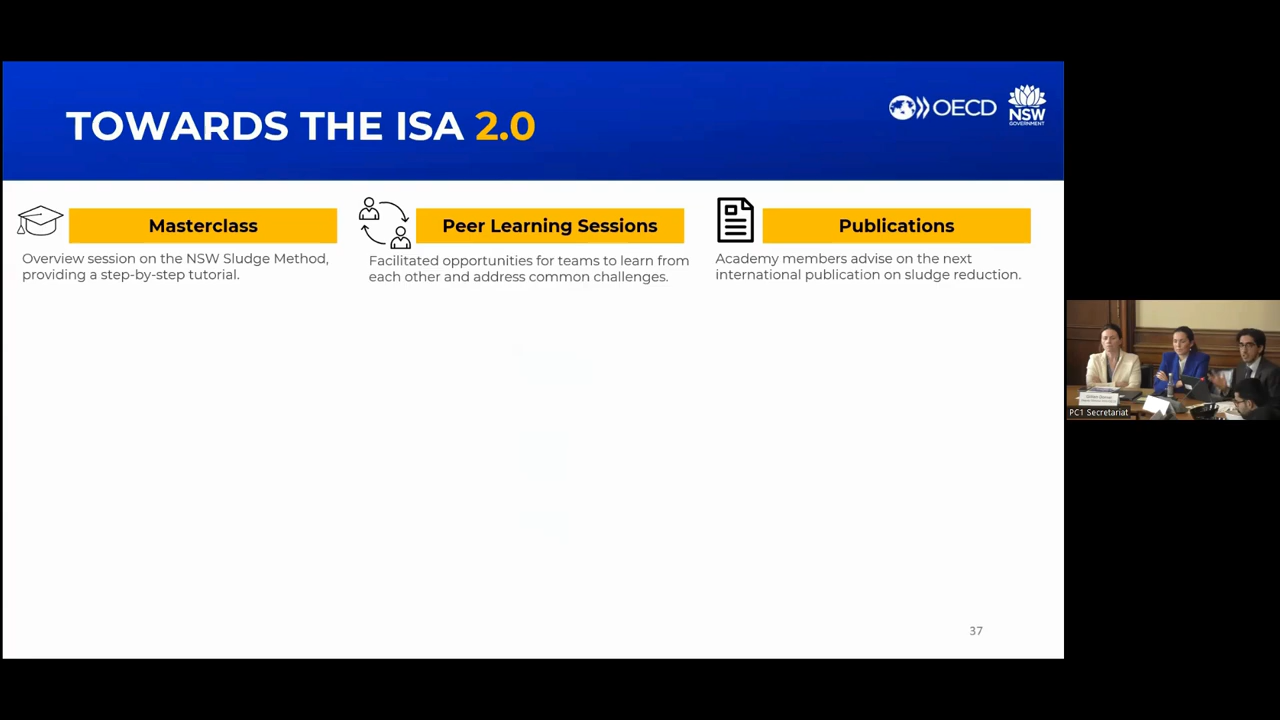 TOWARDS THE ISA 2.0
OECD
NSW
GOVERNMENT
Masterclass
Overview session on the NSW Sludge Method,
providing a step-by-step tutorial.
Peer Learning Sessions
Facilitated opportunities for teams to learn from
each other and address common challenges.
Publications
Academy members advise on the next
international publication on sludge reduction.
37
PC1 Secretariat